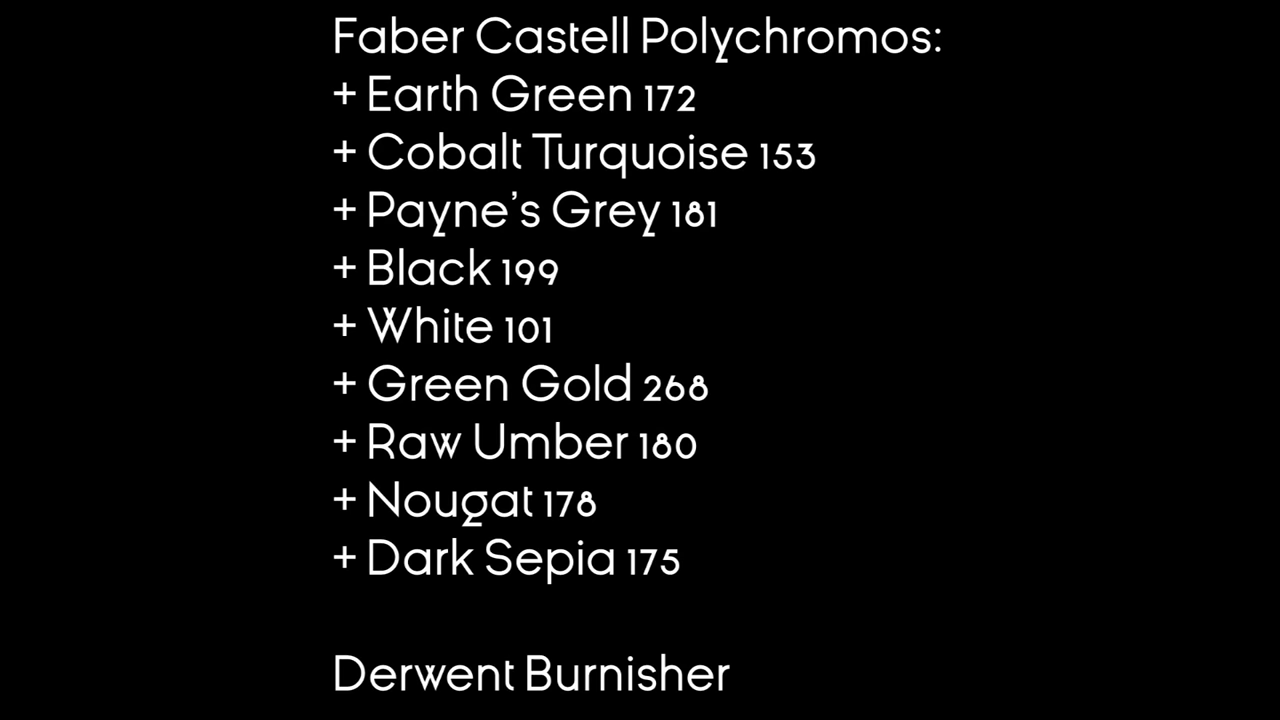 Faber Castell Polychromos:
+ Earth Green 172
+ Cobalt Turquoise 153
+ Payne's Grey 181
+ Black 199
+ White 101
+ Green Gold 268
+ Raw Umber 180
+ Nougat 178
+ Dark Sepia 175
Derwent Burnisher